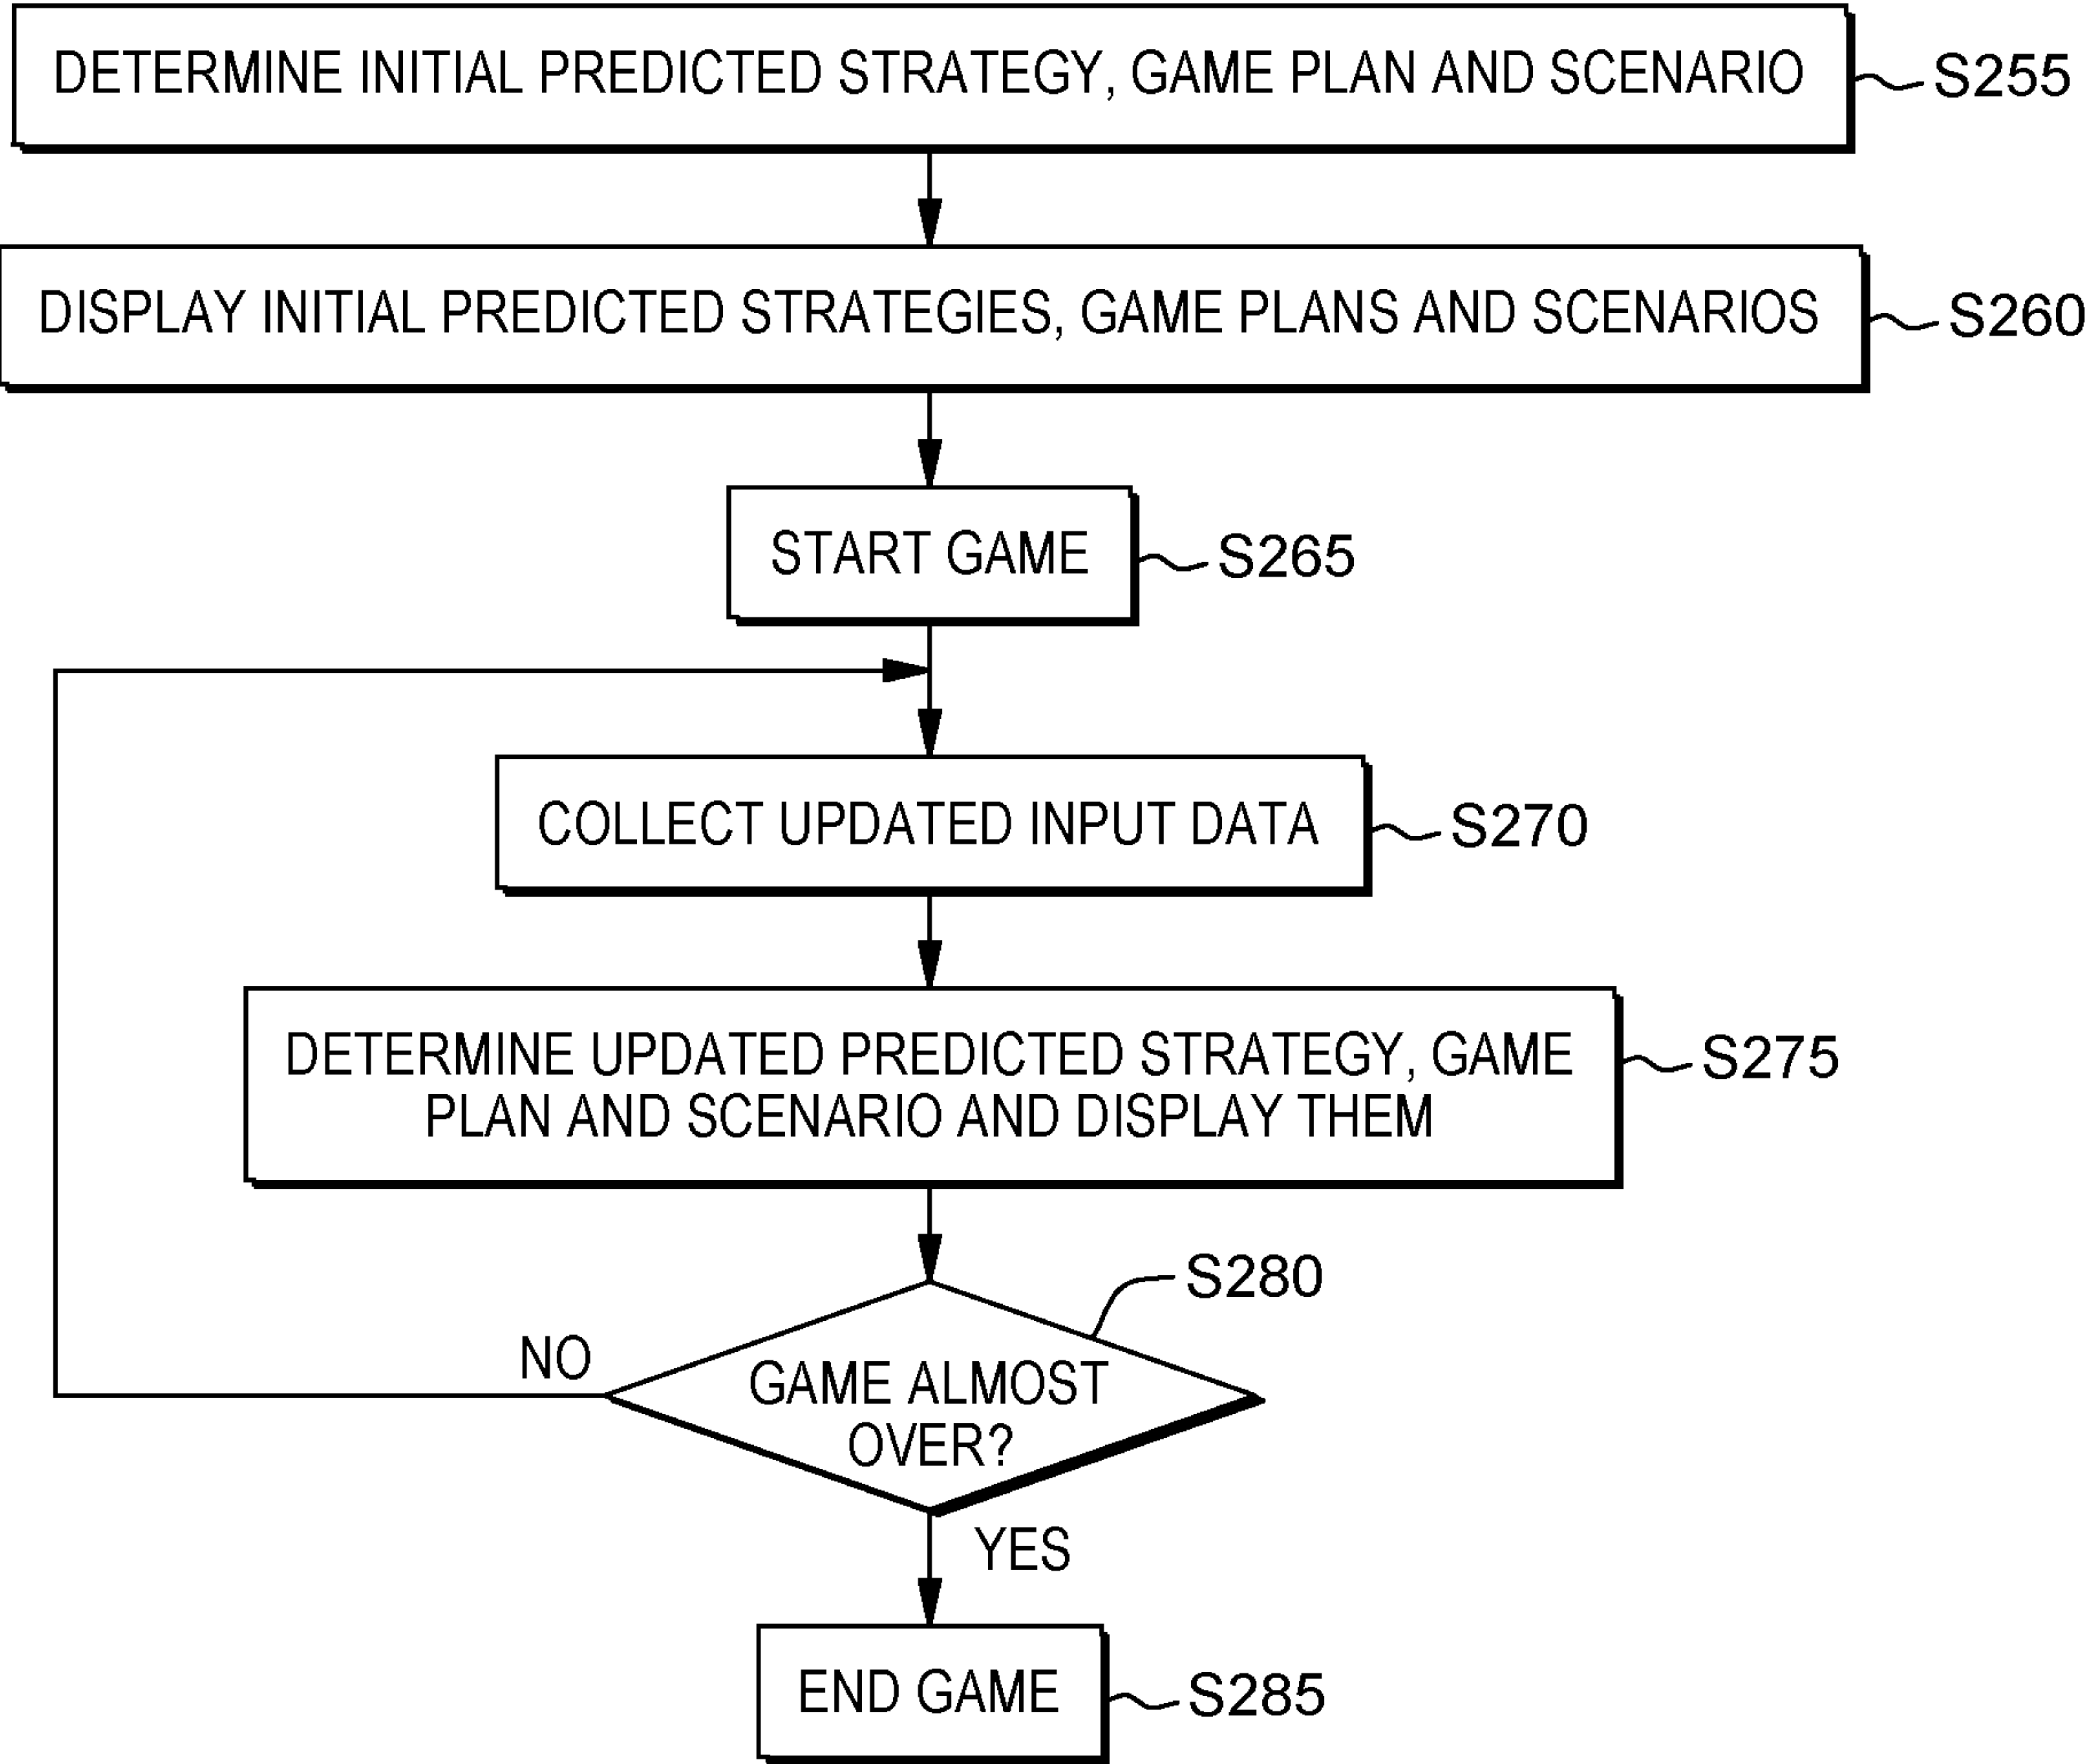 DETERMINE INITIAL PREDICTED STRATEGY, GAME PLAN AND SCENARIO
S255
DISPLAY INITIAL PREDICTED STRATEGIES, GAME PLANS AND SCENARIOS
S260
START GAME
S265
COLLECT UPDATED INPUT DATA
S270
DETERMINE UPDATED PREDICTED STRATEGY, GAME
PLAN AND SCENARIO AND DISPLAY THEM
S275
S280
NO
GAME ALMOST
OVER?
YES
END GAME
S285